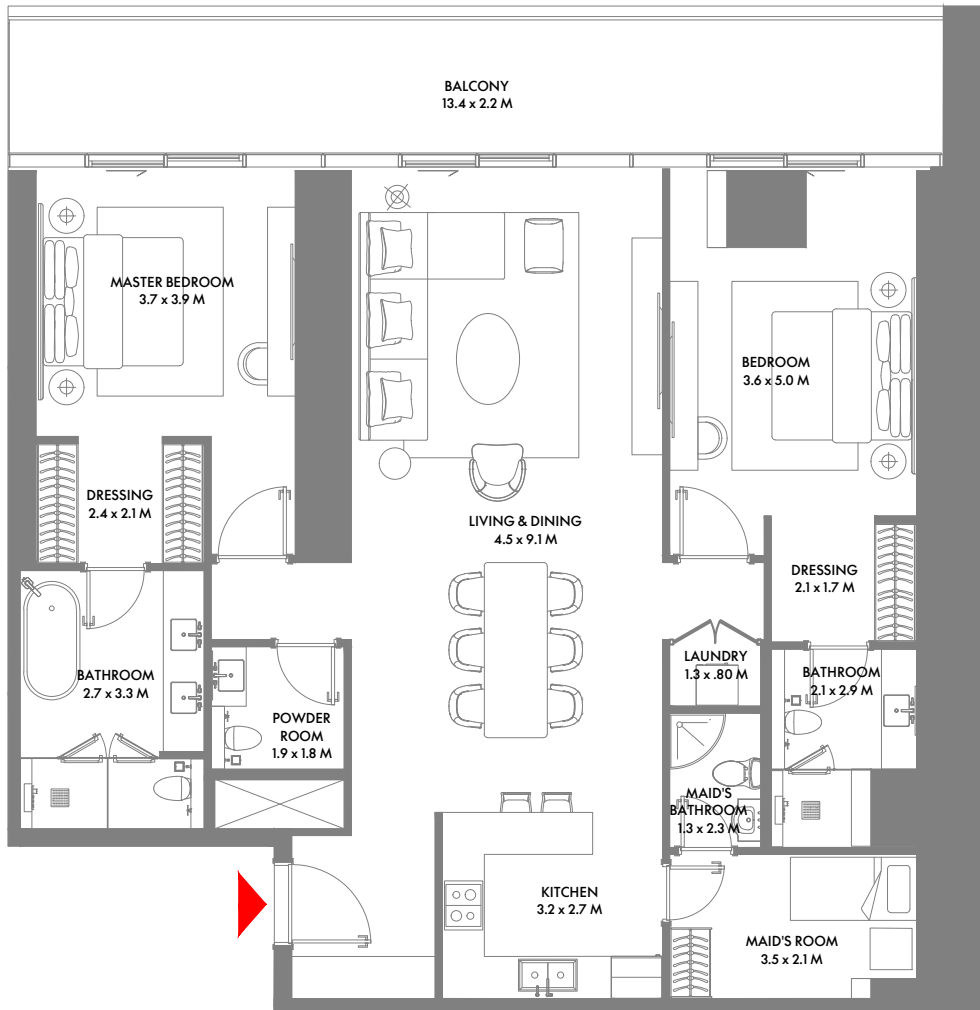 BALCONY
13.4 x 2.2 M
MASTER BEDROOM
3.7 x 3.9 M
BEDROOM
3.6 x 5.0 M
DRESSING
2.4 x 2.1 M
LIVING & DINING
4.5 x 9.1 M
DRESSING
2.1 x 1.7 M
LAUNDRY
1.3 x .80 M
BATHROOM
2.7 x 3.3 M
BATHROOM
2.1 x 2.9 M
POWDER
ROOM
1.9 x 1.8 M
MAID'S
BATHROOM
1.3 x 2.3 M
KITCHEN
3.2 x 2.7 M
MAID'S ROOM
3.5 x 2.1 M